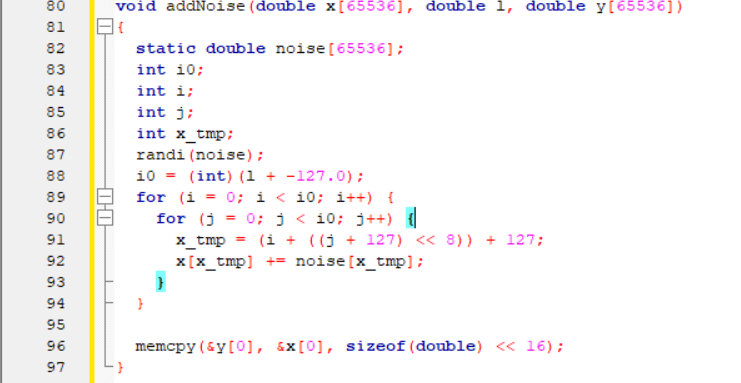 80 void addNoise(double x[65536], double l, double y[65536])
81 {
82 static double noise[65536];
83 int i0;
84 int i;
85 int j;
86 int x_tmp;
87 randi(noise);
88 i0 = (int)(l + -127.0);
89 for (i = 0; i < i0; i++) {
90 for (j = 0; j < i0; j++) {
91 x_tmp = (i + ((j + 127) << 8)) + 127;
92 x[x_tmp] += noise[x_tmp];
93 }
94 }
95
96 memcpy(&y[0], &x[0], sizeof(double) << 16);
97 }